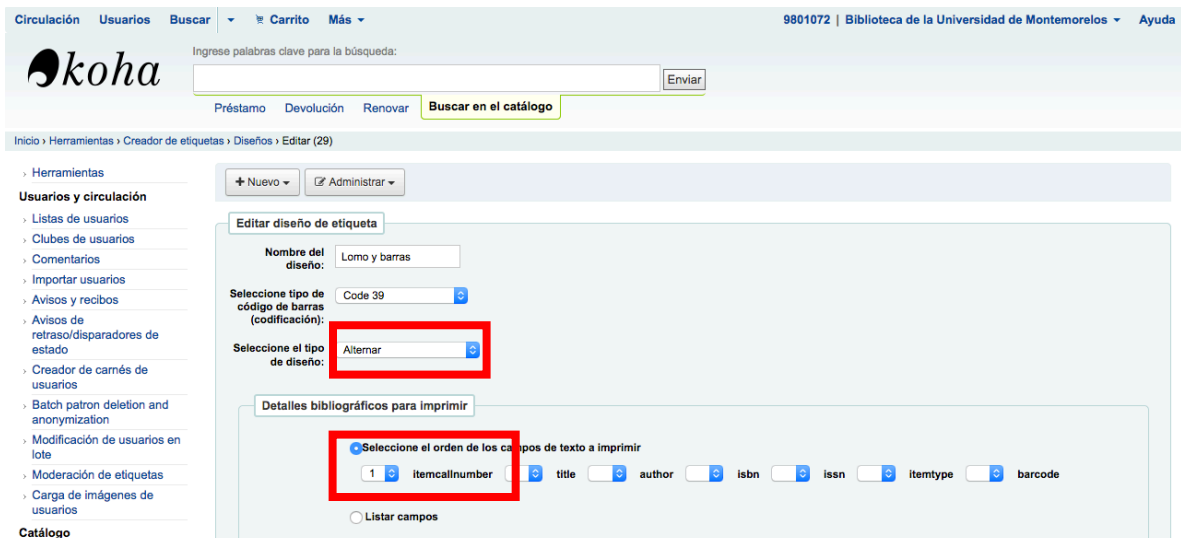 Circulación Usuarios Buscar Carrito Más 9801072 | Biblioteca de la Universidad de Montemorelos Ayuda
koha
Ingrese palabras clave para la búsqueda:
Enviar
Préstamo Devolución Renovar Buscar en el catálogo
Inicio › Herramientas › Creador de etiquetas › Diseños › Editar (29)
› Herramientas
Usuarios y circulación
› Listas de usuarios
› Clubes de usuarios
› Comentarios
› Importar usuarios
› Avisos y recibos
› Avisos de
retraso/disparadores de
estado
› Creador de carnés de
usuarios
› Batch patron deletion and
anonymization
› Modificación de usuarios en
lote
› Moderación de etiquetas
› Carga de imágenes de
usuarios
Catálogo
+ Nuevo Administrar
Editar diseño de etiqueta
Nombre del
diseño:
Lomo y barras
Seleccione tipo de
código de barras
(codificación):
Code 39
Seleccione el tipo
de diseño:
Alternar
Detalles bibliográficos para imprimir
Seleccione el orden de los campos de texto a imprimir
1 itemcallnumber title author isbn issn itemtype barcode
Listar campos